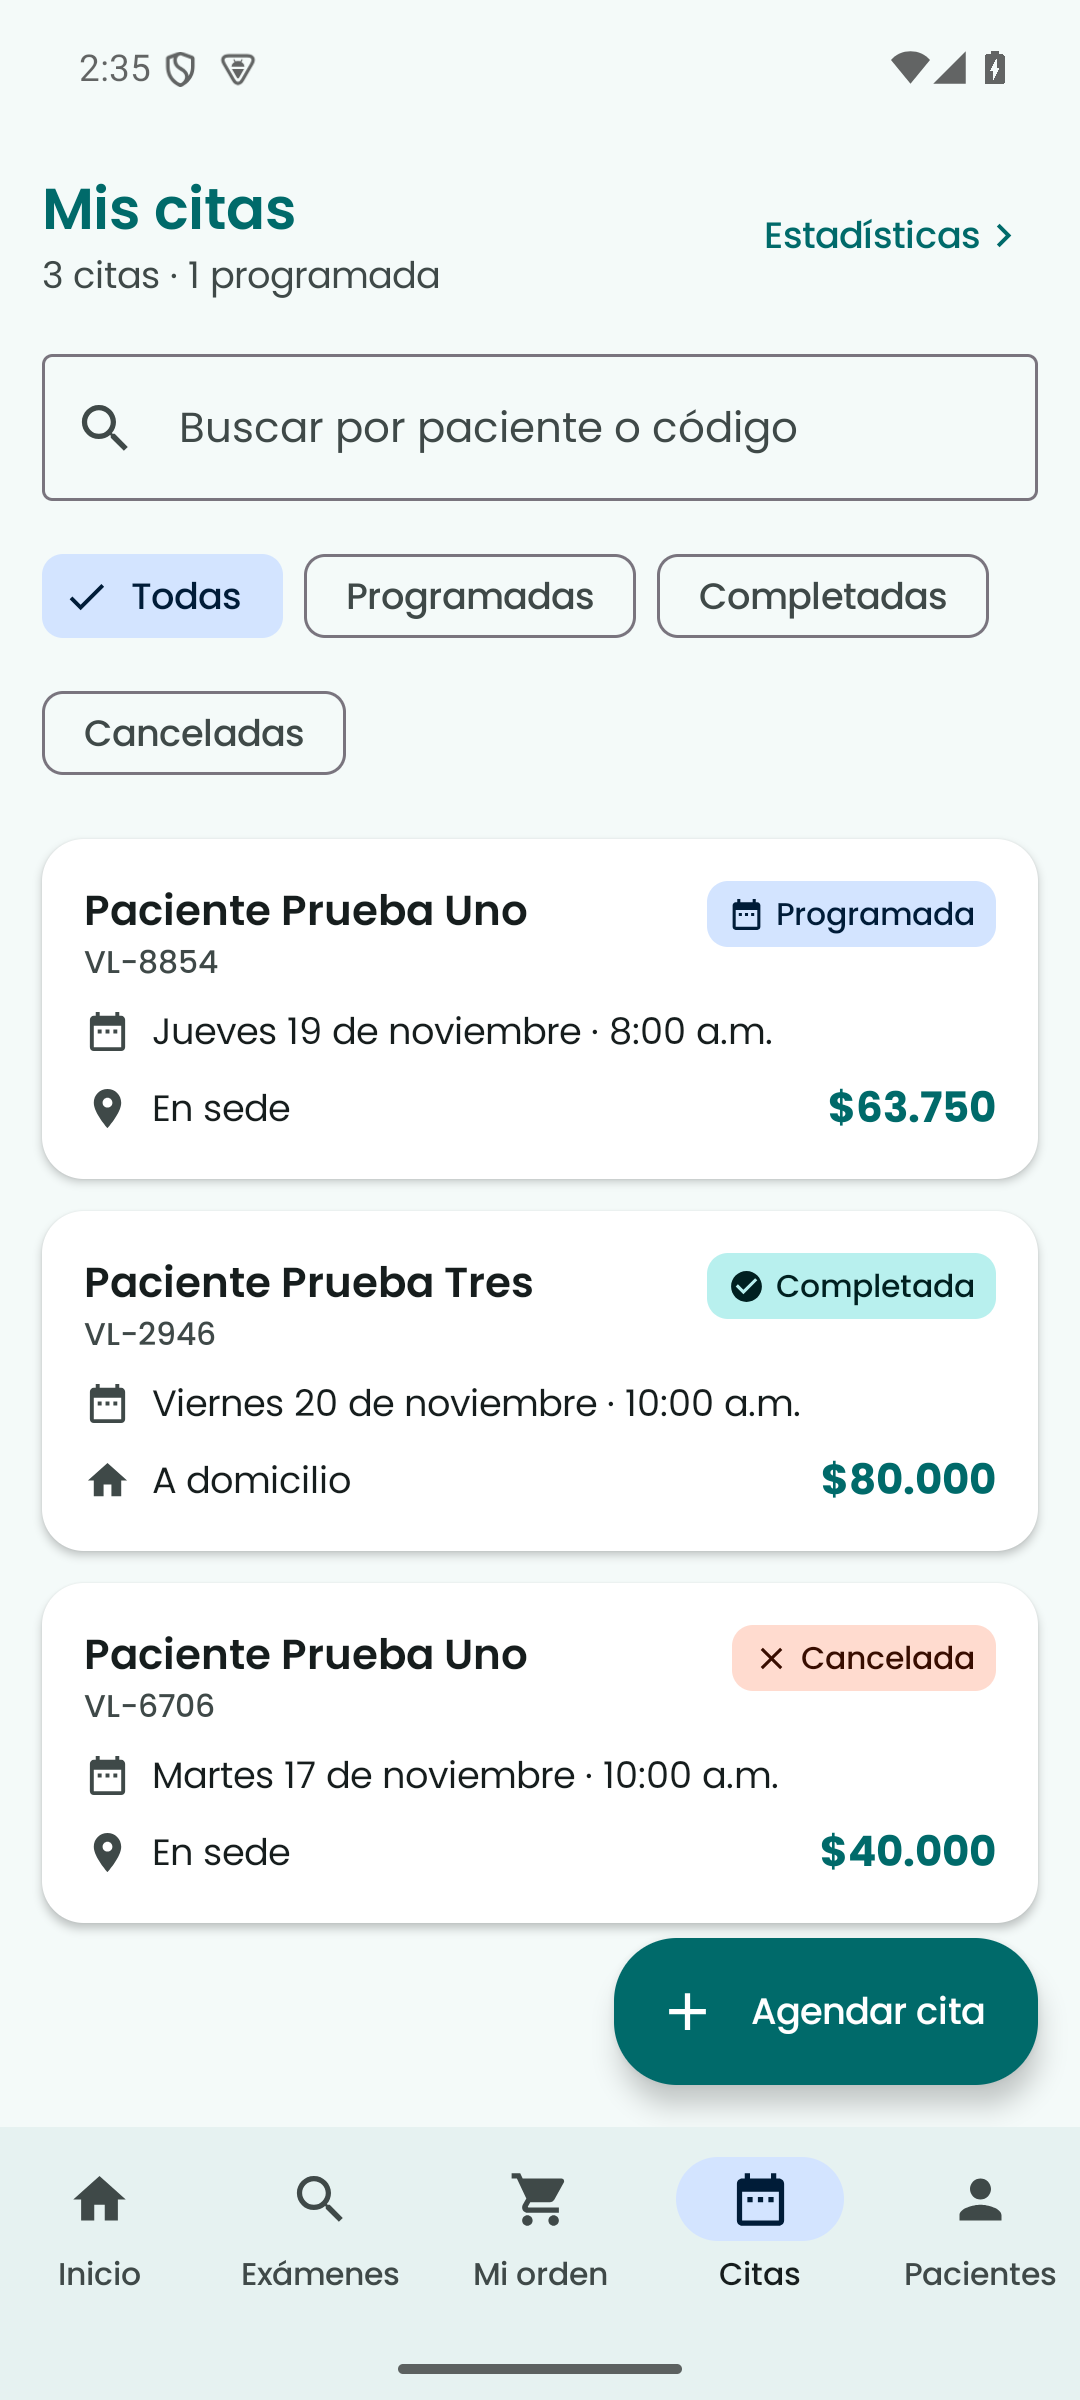 2:35
Mis citas
Estadísticas
3 citas · 1 programada
Buscar por paciente o código
Todas
Programadas
Completadas
Canceladas
Paciente Prueba Uno
Programada
VL-8854
Jueves 19 de noviembre · 8:00 a.m.
En sede
$63.750
Paciente Prueba Tres
Completada
VL-2946
Viernes 20 de noviembre · 10:00 a.m.
A domicilio
$80.000
Paciente Prueba Uno
Cancelada
VL-6706
Martes 17 de noviembre · 10:00 a.m.
En sede
$40.000
Agendar cita
Inicio
Exámenes
Mi orden
Citas
Pacientes